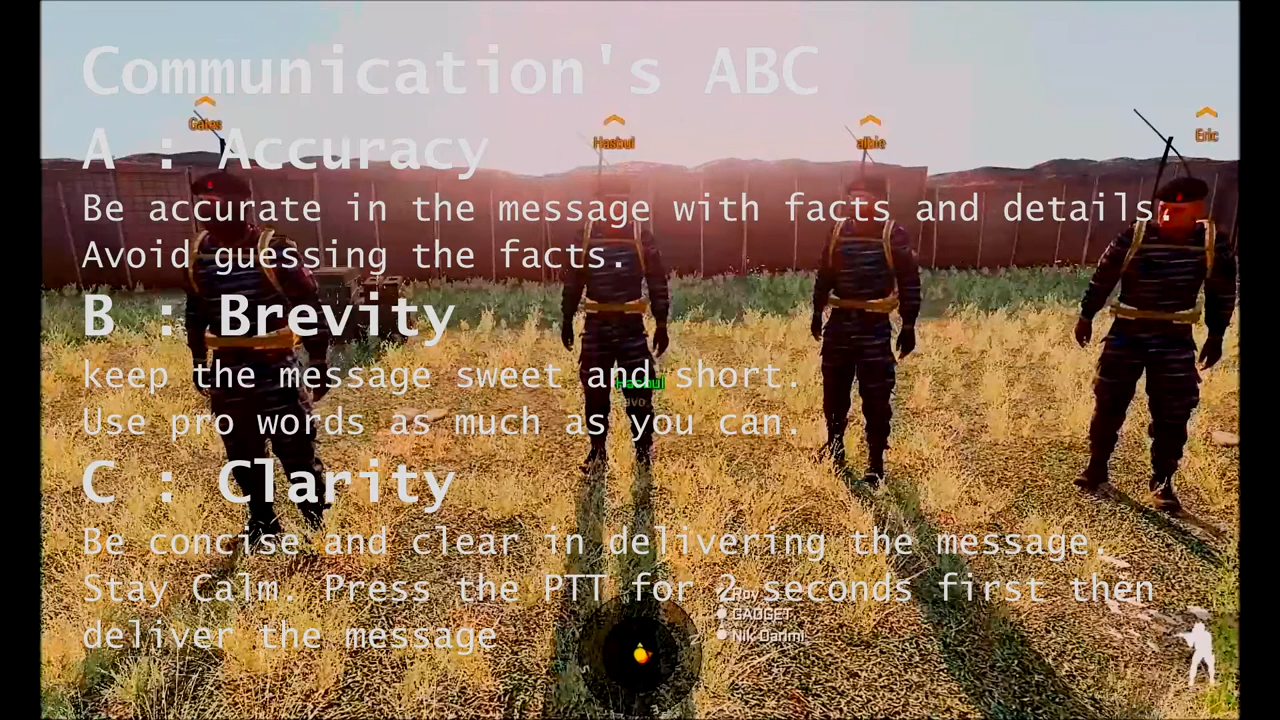 Communication's ABC
Gates
Hasbul
albie
Eric
A : Accuracy
Be accurate in the message with facts and details.
Avoid guessing the facts.
B : Brevity
keep the message sweet and short.
Hasbul
Use pro words as much as you can.
C : Clarity
Be concise and clear in delivering the message.
Stay Calm. Press the PTT for 2 seconds first then
deliver the message
Roy
GADGET
Nik Darimi